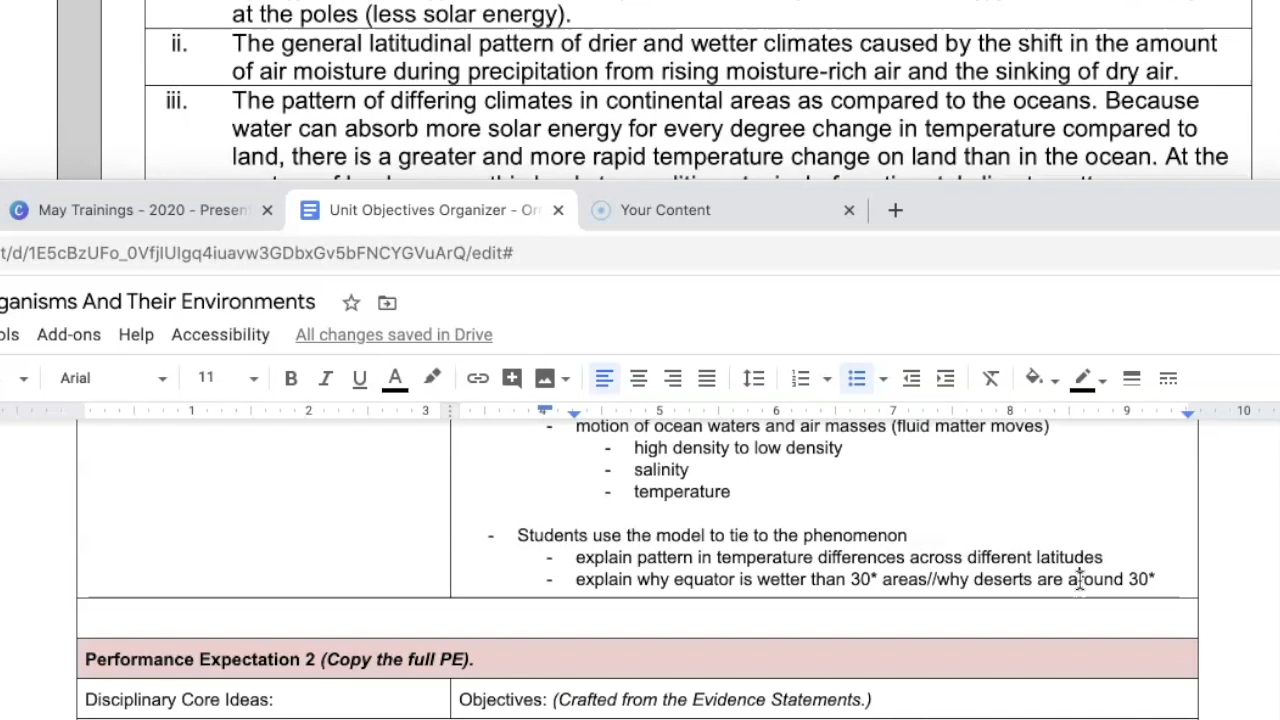 at the poles (less solar energy).
ii. The general latitudinal pattern of drier and wetter climates caused by the shift in the amount
of air moisture during precipitation from rising moisture-rich air and the sinking of dry air.
iii. The pattern of differing climates in continental areas as compared to the oceans. Because
water can absorb more solar energy for every degree change in temperature compared to
land, there is a greater and more rapid temperature change on land than in the ocean. At the
May Trainings - 2020 - Present Unit Objectives Organizer - Or Your Content
t/d/1E5cBzUFo_0VfjIUIgq4iuavw3GDbxGv5bFNCYGVuArQ/edit#
ganisms And Their Environments
ols Add-ons Help Accessibility All changes saved in Drive
Arial 11 B I U A
1 2 3 4 5 6 7 8 9 10
- motion of ocean waters and air masses (fluid matter moves)
- high density to low density
- salinity
- temperature
- Students use the model to tie to the phenomenon
- explain pattern in temperature differences across different latitudes
- explain why equator is wetter than 30* areas//why deserts are around 30*
Performance Expectation 2 (Copy the full PE).
Disciplinary Core Ideas: Objectives: (Crafted from the Evidence Statements.)